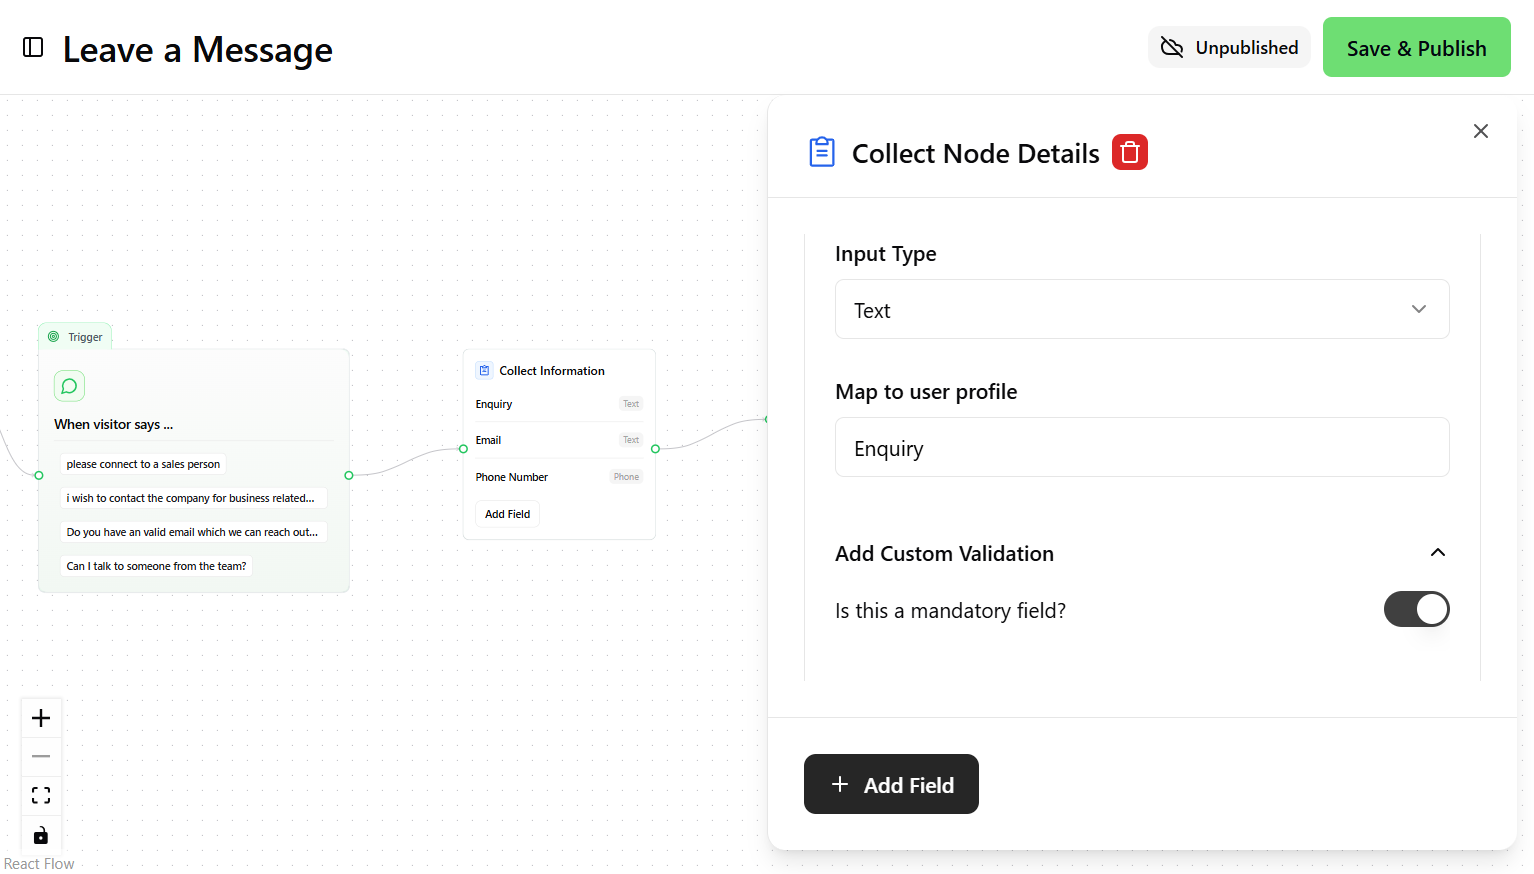 Leave a Message
Unpublished
Save & Publish
Trigger
When visitor says ...
please connect to a sales person
i wish to contact the company for business related...
Do you have an valid email which we can reach out...
Can I talk to someone from the team?
Collect Information
Enquiry Text
Email Text
Phone Number Phone
Add Field
React Flow
Collect Node Details
Input Type
Text
Map to user profile
Enquiry
Add Custom Validation
Is this a mandatory field?
Add Field